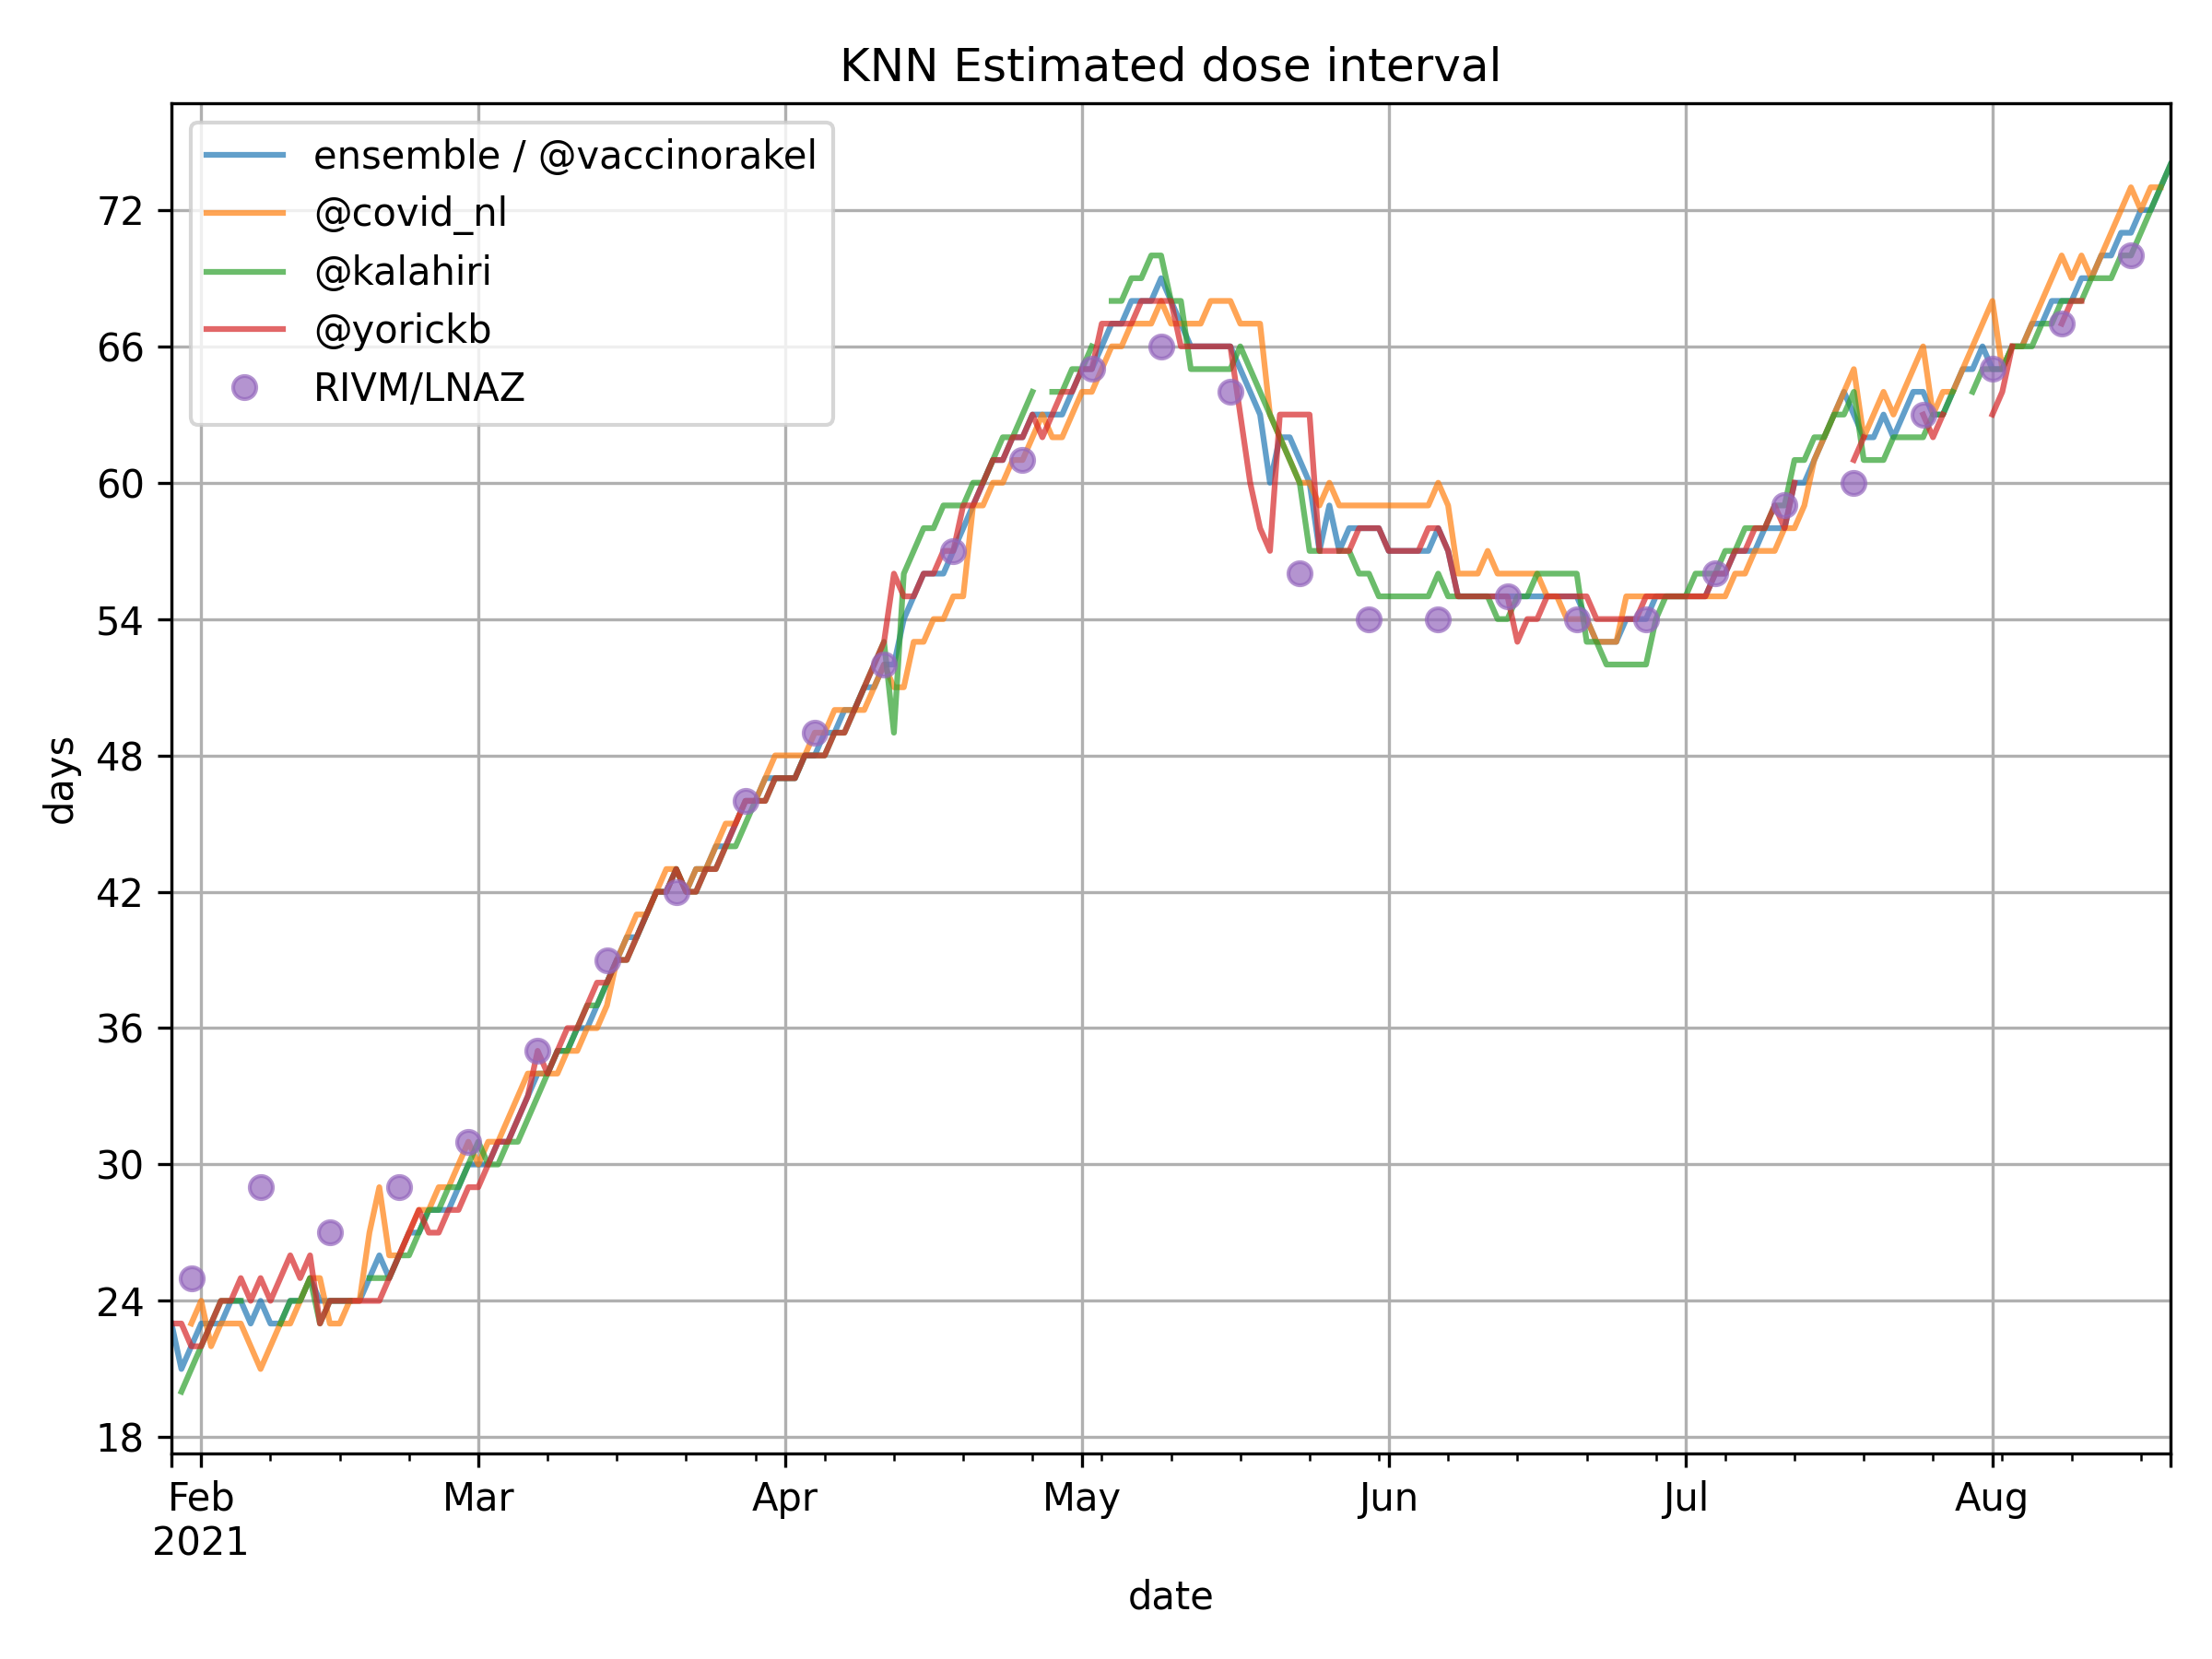 KNN Estimated dose interval
ensemble / @vaccinorakel
@covid_nl
@kalahiri
@yorickb
RIVM/LNAZ
days
72
66
60
54
48
42
36
30
24
18
Feb Mar Apr May Jun Jul Aug
2021
date